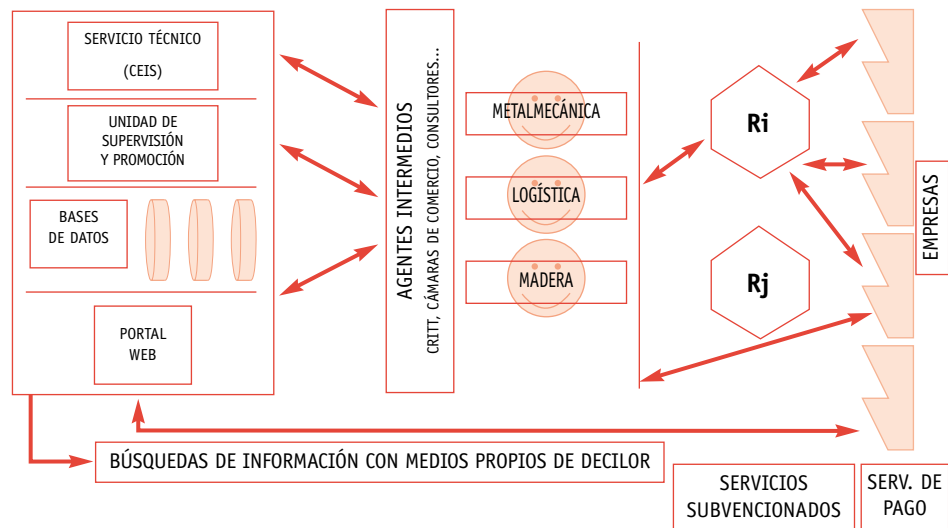 SERVICIO TÉCNICO
(CEIS)
UNIDAD DE
SUPERVISIÓN
Y PROMOCIÓN
BASES
DE DATOS
PORTAL
WEB
AGENTES INTERMEDIOS
CRITT, CÁMARAS DE COMERCIO, CONSULTORES...
METALMECÁNICA
LOGÍSTICA
MADERA
Ri
Rj
EMPRESAS
BÚSQUEDAS DE INFORMACIÓN CON MEDIOS PROPIOS DE DECILOR
SERVICIOS
SUBVENCIONADOS
SERV. DE
PAGO